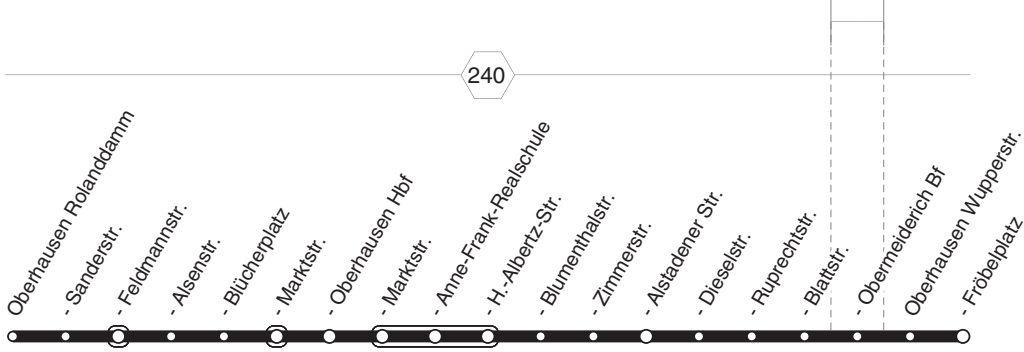 240
Oberhausen Rolanddamm
- Sanderstr.
- Feldmannstr.
- Alsenstr.
- Blücherplatz
- Marktstr.
- Oberhausen Hbf
- Marktstr.
- Anne-Frank-Realschule
- H.-Albertz-Str.
- Blumenthalstr.
- Zimmerstr.
- Alstadener Str.
- Dieselstr.
- Ruprechtstr.
- Blattstr.
- Obermeiderich Bf
Oberhausen Wupperstr.
- Fröbelplatz